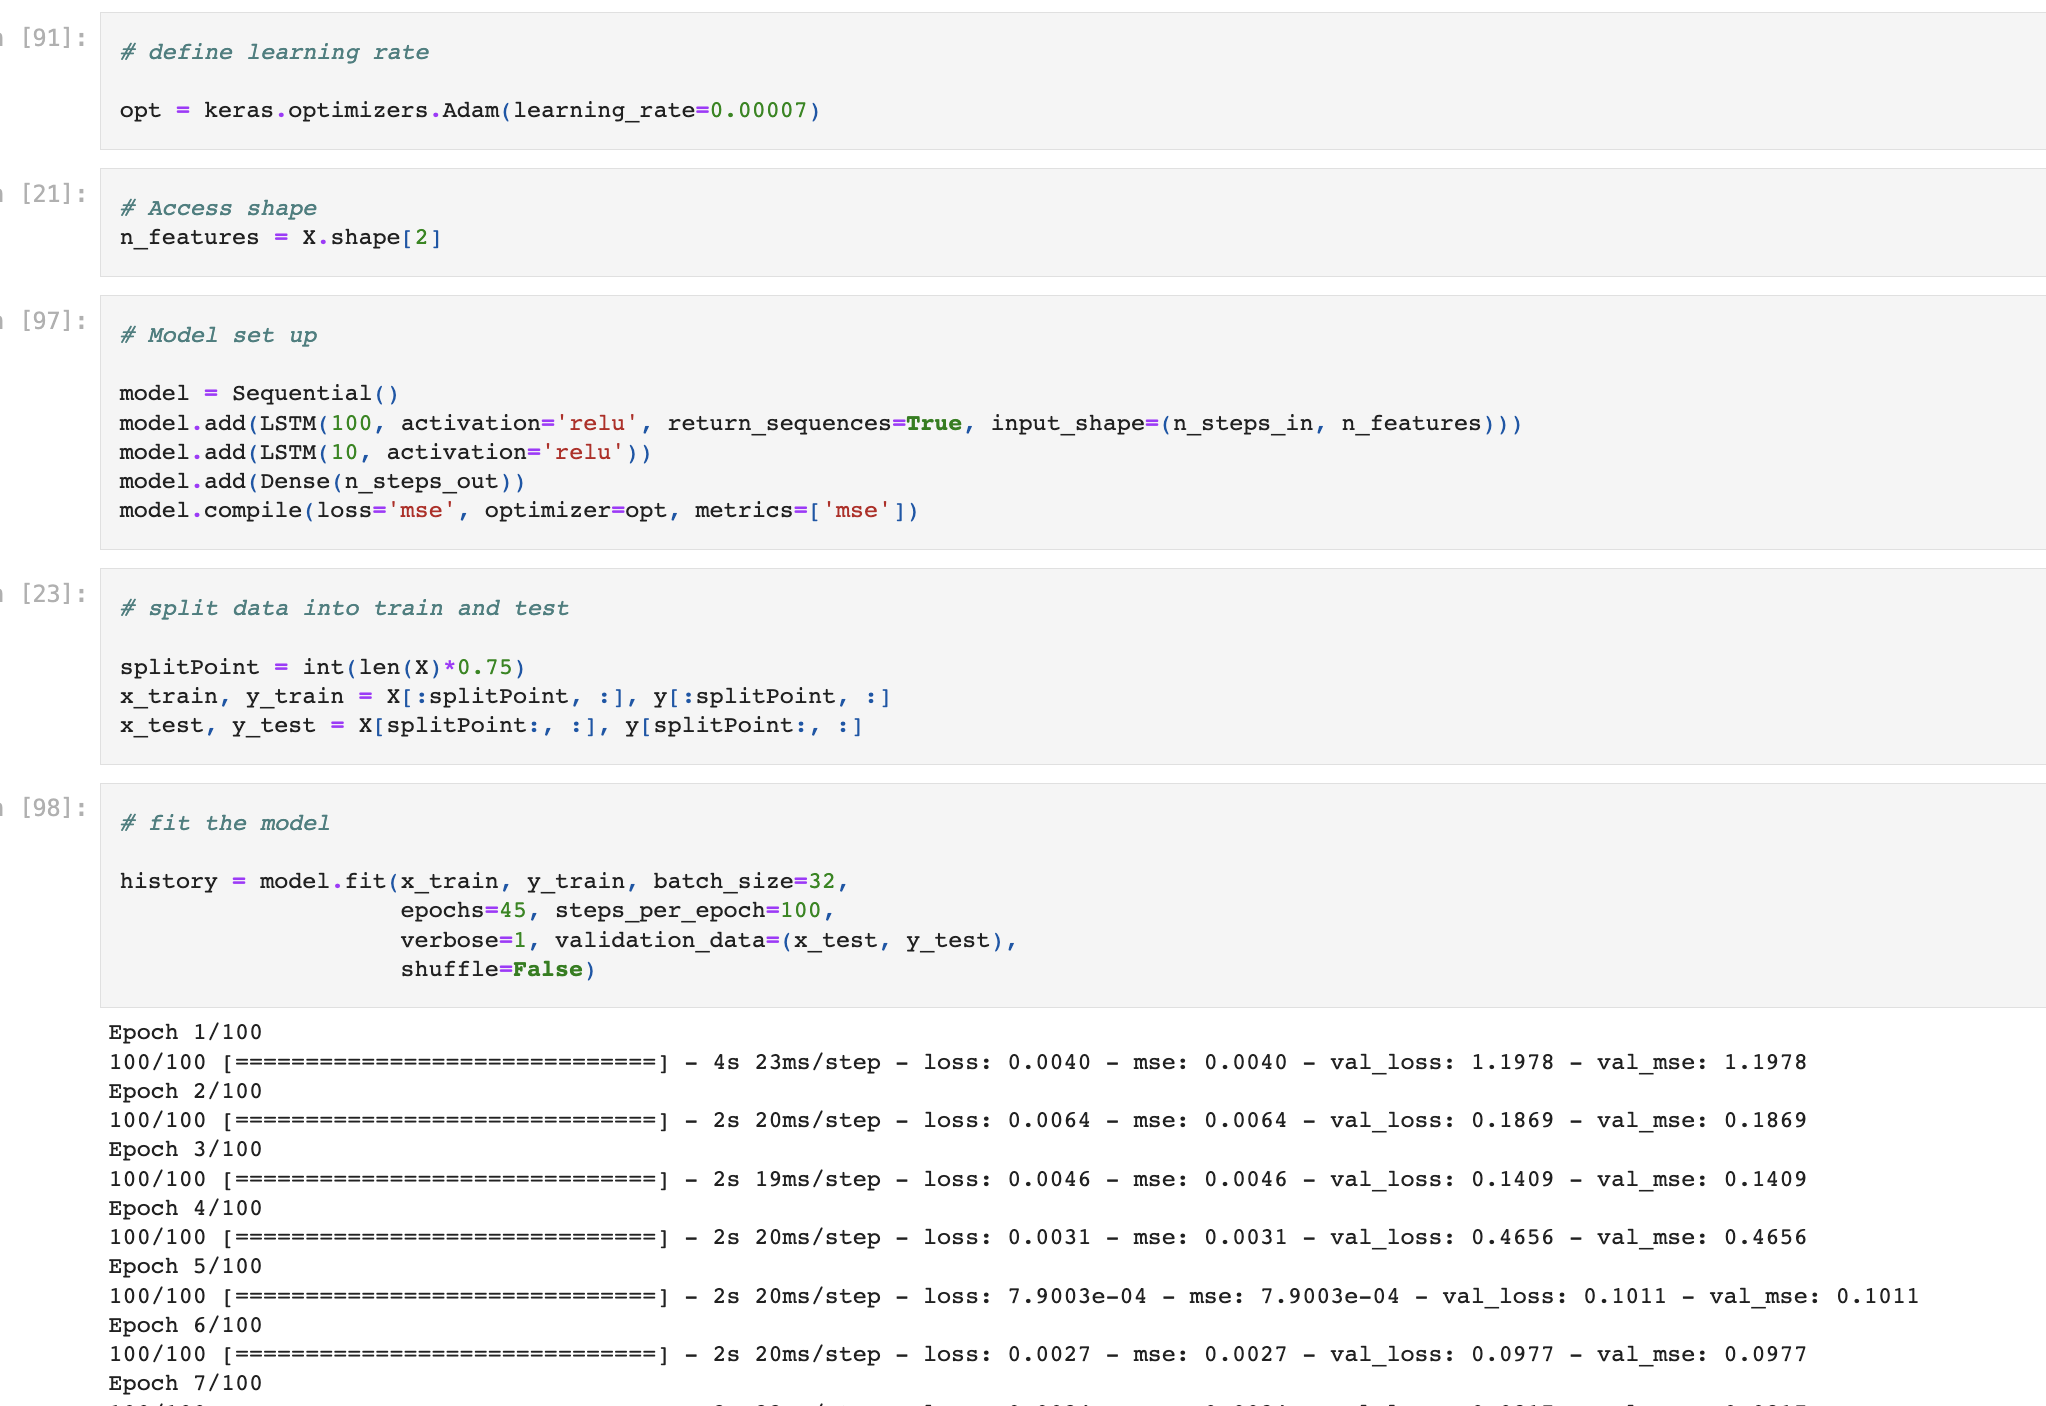 [91]:
# define learning rate
opt = keras.optimizers.Adam(learning_rate=0.00007)
[21]:
# Access shape
n_features = X.shape[2]
[97]:
# Model set up
model = Sequential()
model.add(LSTM(100, activation='relu', return_sequences=True, input_shape=(n_steps_in, n_features)))
model.add(LSTM(10, activation='relu'))
model.add(Dense(n_steps_out))
model.compile(loss='mse', optimizer=opt, metrics=['mse'])
[23]:
# split data into train and test
splitPoint = int(len(X)*0.75)
x_train, y_train = X[:splitPoint, :], y[:splitPoint, :]
x_test, y_test = X[splitPoint:, :], y[splitPoint:, :]
[98]:
# fit the model
history = model.fit(x_train, y_train, batch_size=32,
epochs=45, steps_per_epoch=100,
verbose=1, validation_data=(x_test, y_test),
shuffle=False)
Epoch 1/100
100/100 [==============================] - 4s 23ms/step - loss: 0.0040 - mse: 0.0040 - val_loss: 1.1978 - val_mse: 1.1978
Epoch 2/100
100/100 [==============================] - 2s 20ms/step - loss: 0.0064 - mse: 0.0064 - val_loss: 0.1869 - val_mse: 0.1869
Epoch 3/100
100/100 [==============================] - 2s 19ms/step - loss: 0.0046 - mse: 0.0046 - val_loss: 0.1409 - val_mse: 0.1409
Epoch 4/100
100/100 [==============================] - 2s 20ms/step - loss: 0.0031 - mse: 0.0031 - val_loss: 0.4656 - val_mse: 0.4656
Epoch 5/100
100/100 [==============================] - 2s 20ms/step - loss: 7.9003e-04 - mse: 7.9003e-04 - val_loss: 0.1011 - val_mse: 0.1011
Epoch 6/100
100/100 [==============================] - 2s 20ms/step - loss: 0.0027 - mse: 0.0027 - val_loss: 0.0977 - val_mse: 0.0977
Epoch 7/100